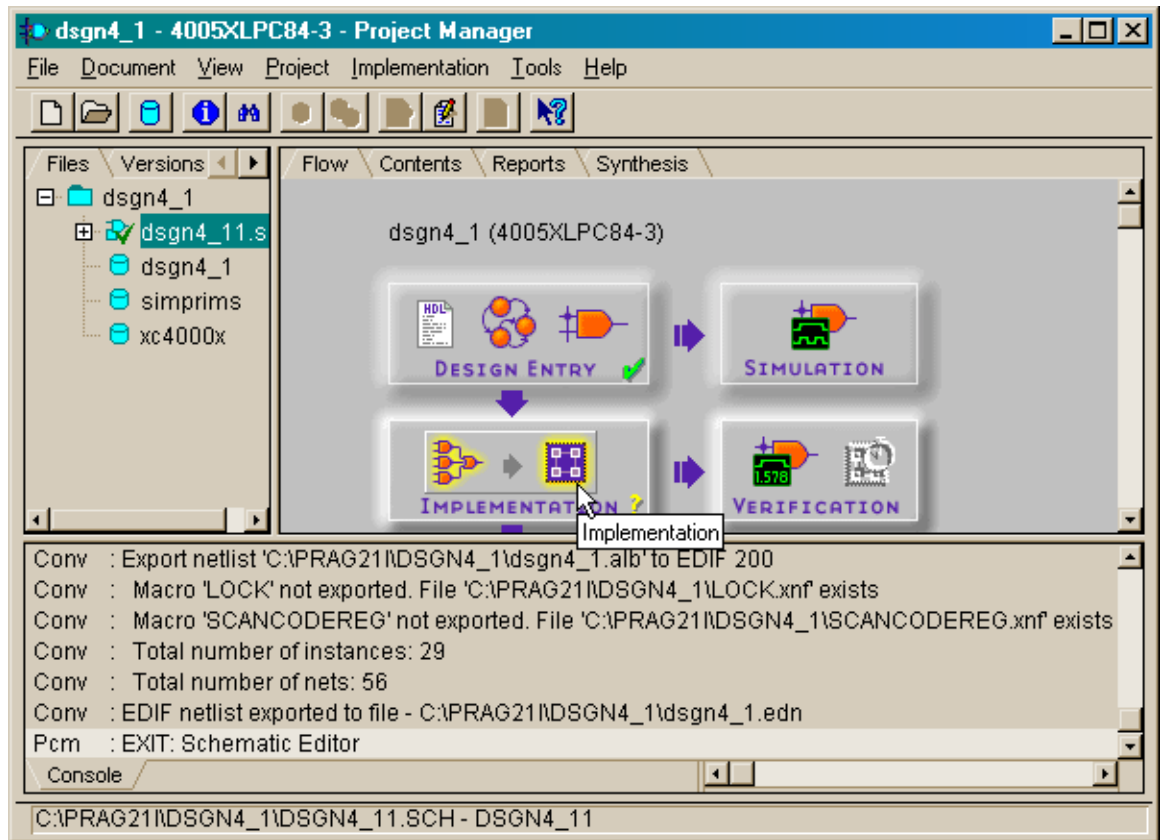 dsgn4_1 - 4005XLPC84-3 - Project Manager
File Document View Project Implementation Tools Help
Files Versions
Flow Contents Reports Synthesis
dsgn4_1
dsgn4_11.s
dsgn4_1
simprims
xc4000x
dsgn4_1 (4005XLPC84-3)
HDL
DESIGN ENTRY
SIMULATION
1.578
IMPLEMENTATION ?
VERIFICATION
Implementation
Conv : Export netlist 'C:\PRAG21I\DSGN4_1\dsgn4_1.alb' to EDIF 200
Conv : Macro 'LOCK' not exported. File 'C:\PRAG21I\DSGN4_1\LOCK.xnf' exists
Conv : Macro 'SCANCODEREG' not exported. File 'C:\PRAG21I\DSGN4_1\SCANCODEREG.xnf' exists
Conv : Total number of instances: 29
Conv : Total number of nets: 56
Conv : EDIF netlist exported to file - C:\PRAG21I\DSGN4_1\dsgn4_1.edn
Pcm : EXIT: Schematic Editor
Console
C:\PRAG21I\DSGN4_1\DSGN4_11.SCH - DSGN4_11